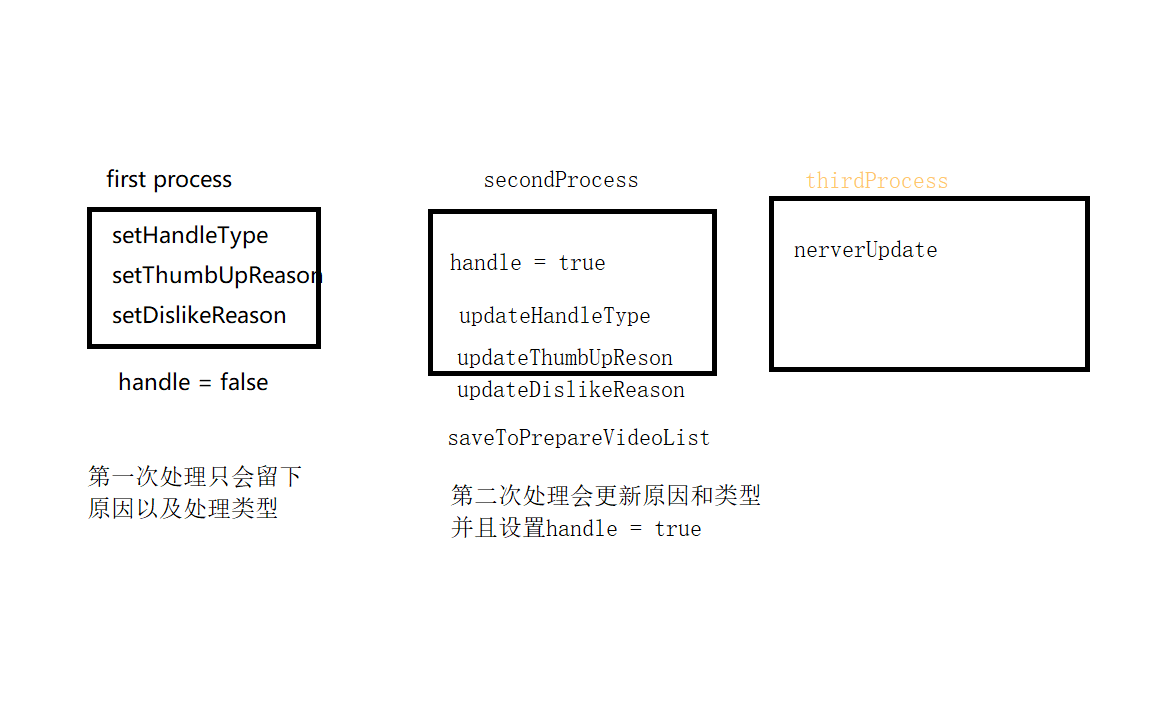 first process
setHandleType
setThumbUpReason
setDislikeReason
handle = false
第一次处理只会留下
原因以及处理类型
secondProcess
handle = true
updateHandleType
updateThumbUpReson
updateDislikeReason
saveToPrepareVideoList
第二次处理会更新原因和类型
并且设置handle = true
thirdProcess
nerverUpdate